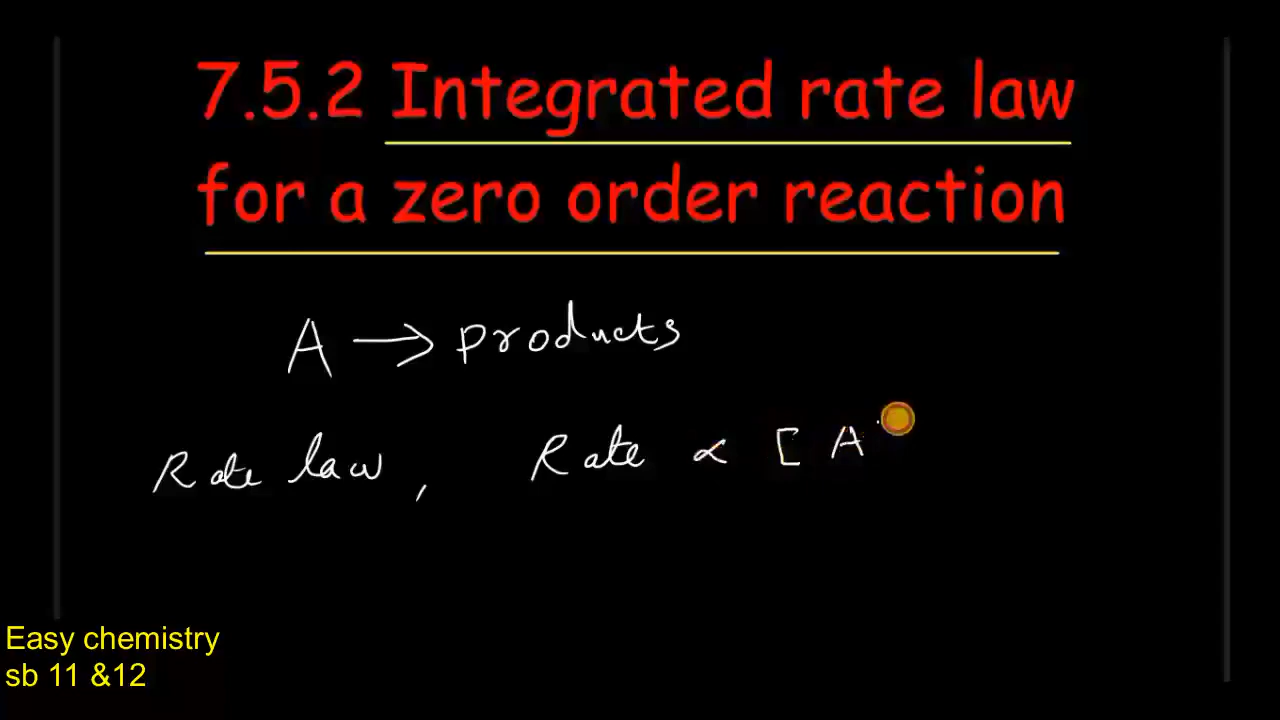 7.5.2 Integrated rate law
for a zero order reaction
A → products
Rate law, Rate ∝ [ A
Easy chemistry
sb 11 &12